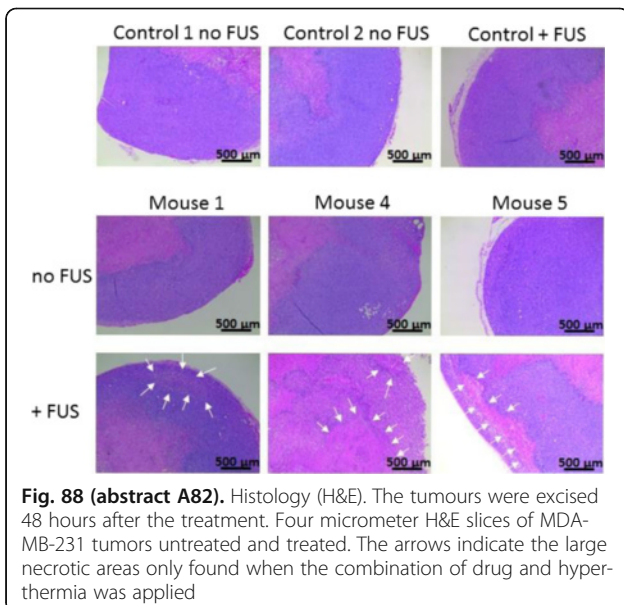 Control 1 no FUS Control 2 no FUS Control + FUS
500 µm 500 µm 500 µm
Mouse 1 Mouse 4 Mouse 5
no FUS
500 µm 500 µm 500 µm
+ FUS
500 µm 500 µm 500 µm
Fig. 88 (abstract A82). Histology (H&E). The tumours were excised
48 hours after the treatment. Four micrometer H&E slices of MDA-
MB-231 tumors untreated and treated. The arrows indicate the large
necrotic areas only found when the combination of drug and hyper-
thermia was applied